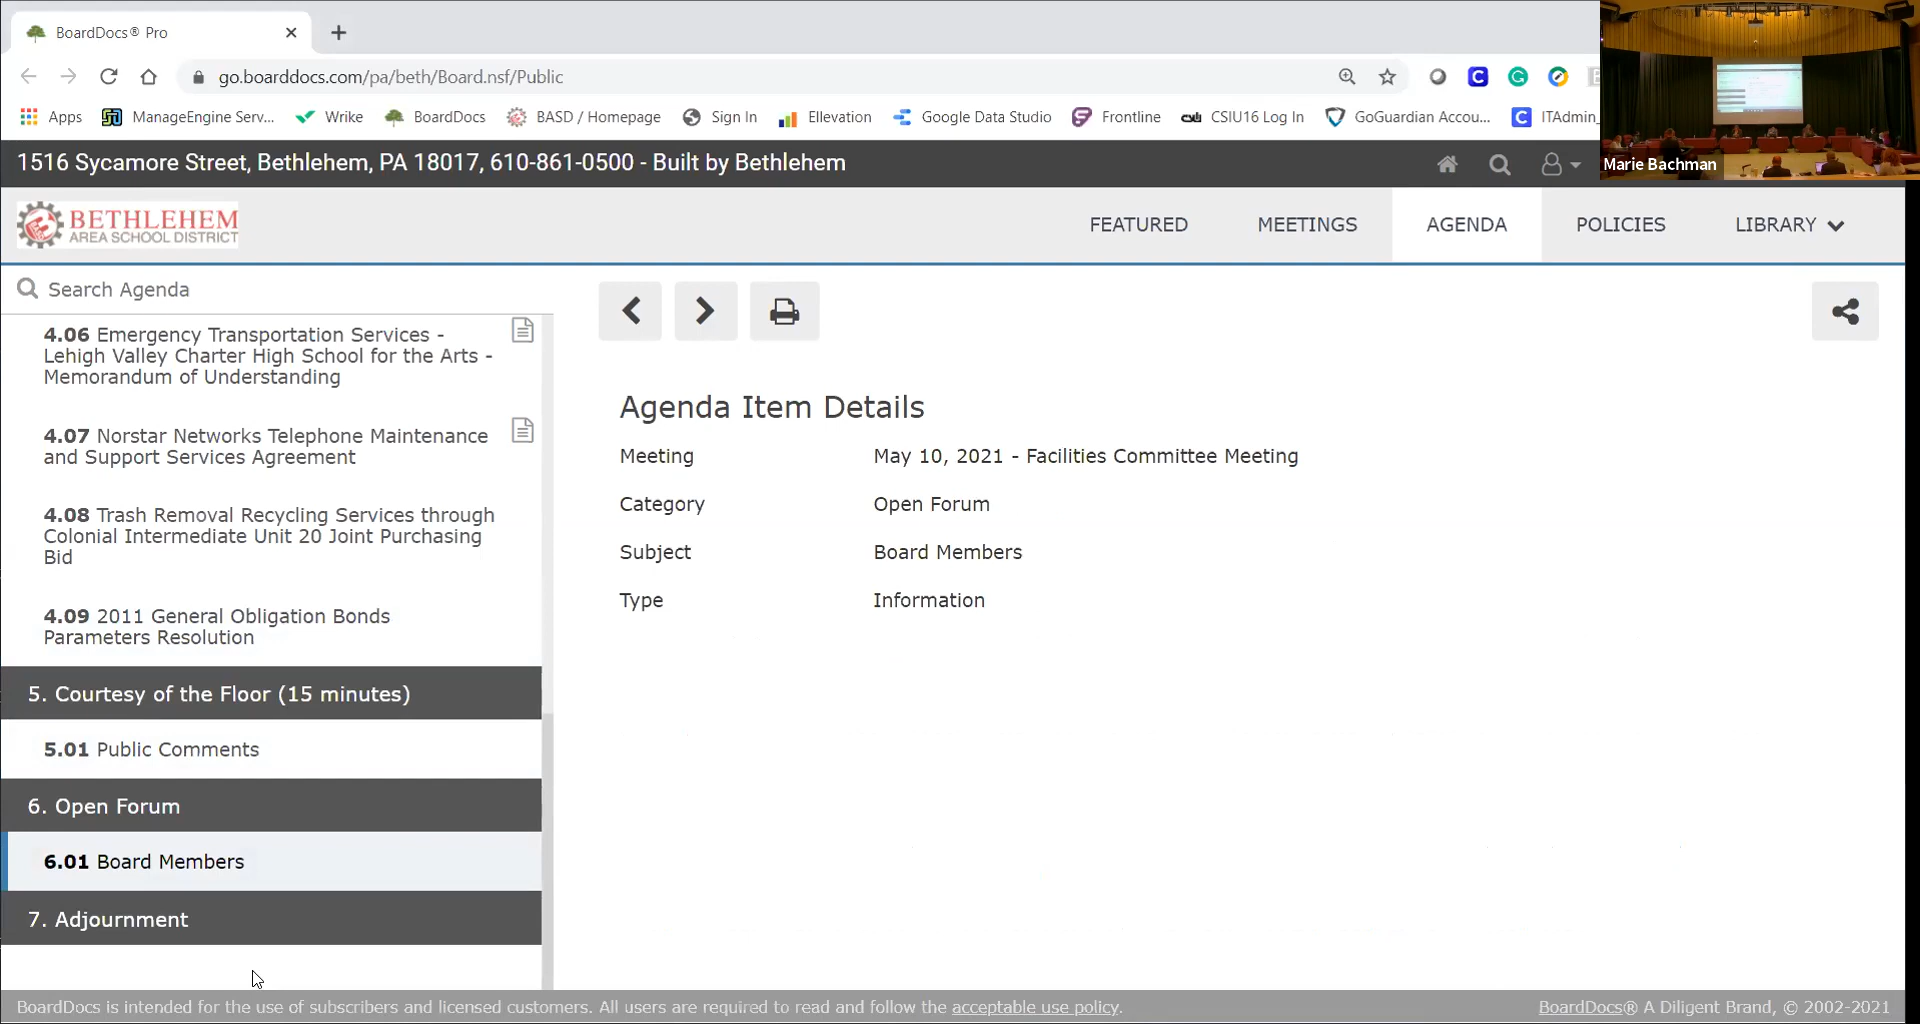 BoardDocs® Pro
go.boarddocs.com/pa/beth/Board.nsf/Public
Apps
ManageEngine Serv...
Wrike
BoardDocs
BASD / Homepage
Sign In
Ellevation
Google Data Studio
Frontline
CSIU16 Log In
GoGuardian Accou...
ITAdmin_
Marie Bachman
1516 Sycamore Street, Bethlehem, PA 18017, 610-861-0500 - Built by Bethlehem
BETHLEHEM
AREA SCHOOL DISTRICT
FEATURED
MEETINGS
AGENDA
POLICIES
LIBRARY
Search Agenda
4.06 Emergency Transportation Services -
Lehigh Valley Charter High School for the Arts -
Memorandum of Understanding
4.07 Norstar Networks Telephone Maintenance
and Support Services Agreement
4.08 Trash Removal Recycling Services through
Colonial Intermediate Unit 20 Joint Purchasing
Bid
4.09 2011 General Obligation Bonds
Parameters Resolution
5. Courtesy of the Floor (15 minutes)
5.01 Public Comments
6. Open Forum
6.01 Board Members
7. Adjournment
Agenda Item Details
Meeting May 10, 2021 - Facilities Committee Meeting
Category Open Forum
Subject Board Members
Type Information
BoardDocs is intended for the use of subscribers and licensed customers. All users are required to read and follow the acceptable use policy.
BoardDocs® A Diligent Brand, © 2002-2021